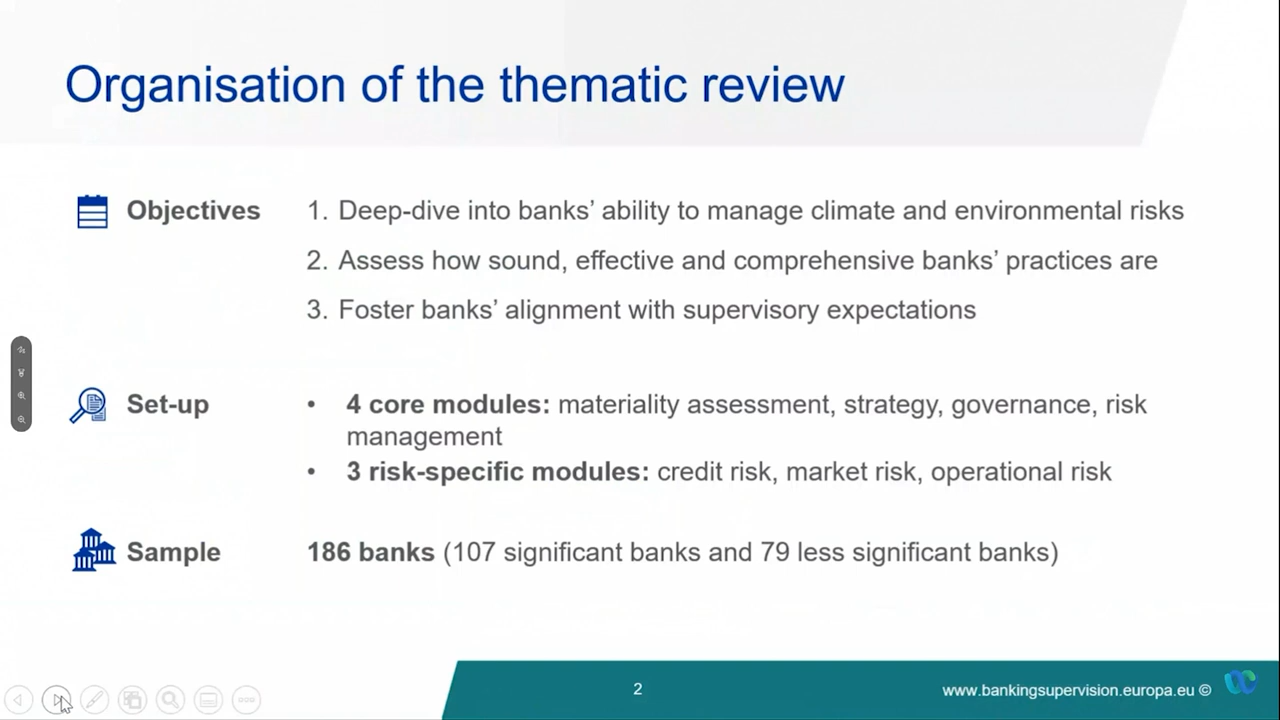 Organisation of the thematic review
Objectives
1. Deep-dive into banks’ ability to manage climate and environmental risks
2. Assess how sound, effective and comprehensive banks’ practices are
3. Foster banks’ alignment with supervisory expectations
Set-up
• 4 core modules: materiality assessment, strategy, governance, risk
management
• 3 risk-specific modules: credit risk, market risk, operational risk
Sample
186 banks (107 significant banks and 79 less significant banks)
2
www.bankingsupervision.europa.eu ©